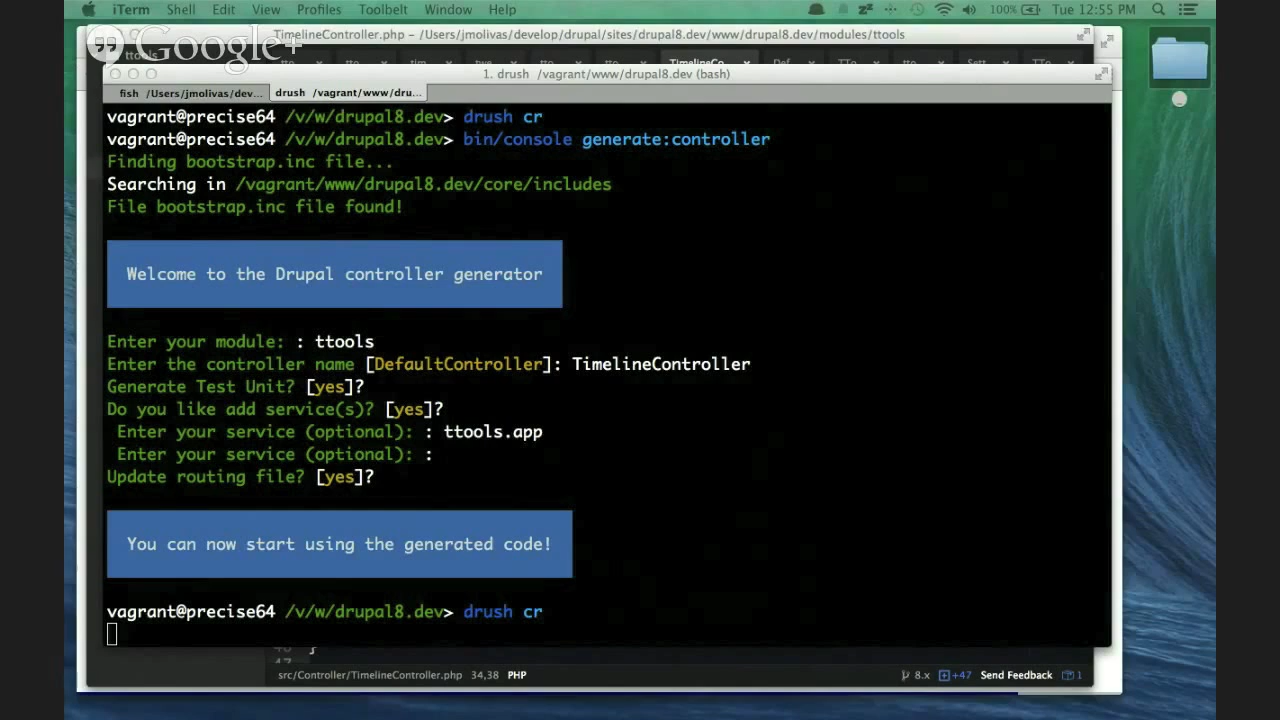 iTerm Shell Edit View Profiles Toolbelt Window Help 100% Tue 12:55 PM
Google+
TimelineController.php - /Users/jmolivas/develop/drupal/sites/drupal8.dev/www/drupal8.dev/modules/ttools
ttools
TimelineCo
1. drush /vagrant/www/drupal8.dev (bash)
fish /Users/jmolivas/dev... drush /vagrant/www/dru...
vagrant@precise64 /v/w/drupal8.dev> drush cr
vagrant@precise64 /v/w/drupal8.dev> bin/console generate:controller
Finding bootstrap.inc file...
Searching in /vagrant/www/drupal8.dev/core/includes
File bootstrap.inc file found!
Welcome to the Drupal controller generator
Enter your module: : ttools
Enter the controller name [DefaultController]: TimelineController
Generate Test Unit? [yes]?
Do you like add service(s)? [yes]?
Enter your service (optional): : ttools.app
Enter your service (optional): :
Update routing file? [yes]?
You can now start using the generated code!
vagrant@precise64 /v/w/drupal8.dev> drush cr
47
src/Controller/TimelineController.php 34,38 PHP 8.x +47 Send Feedback 1